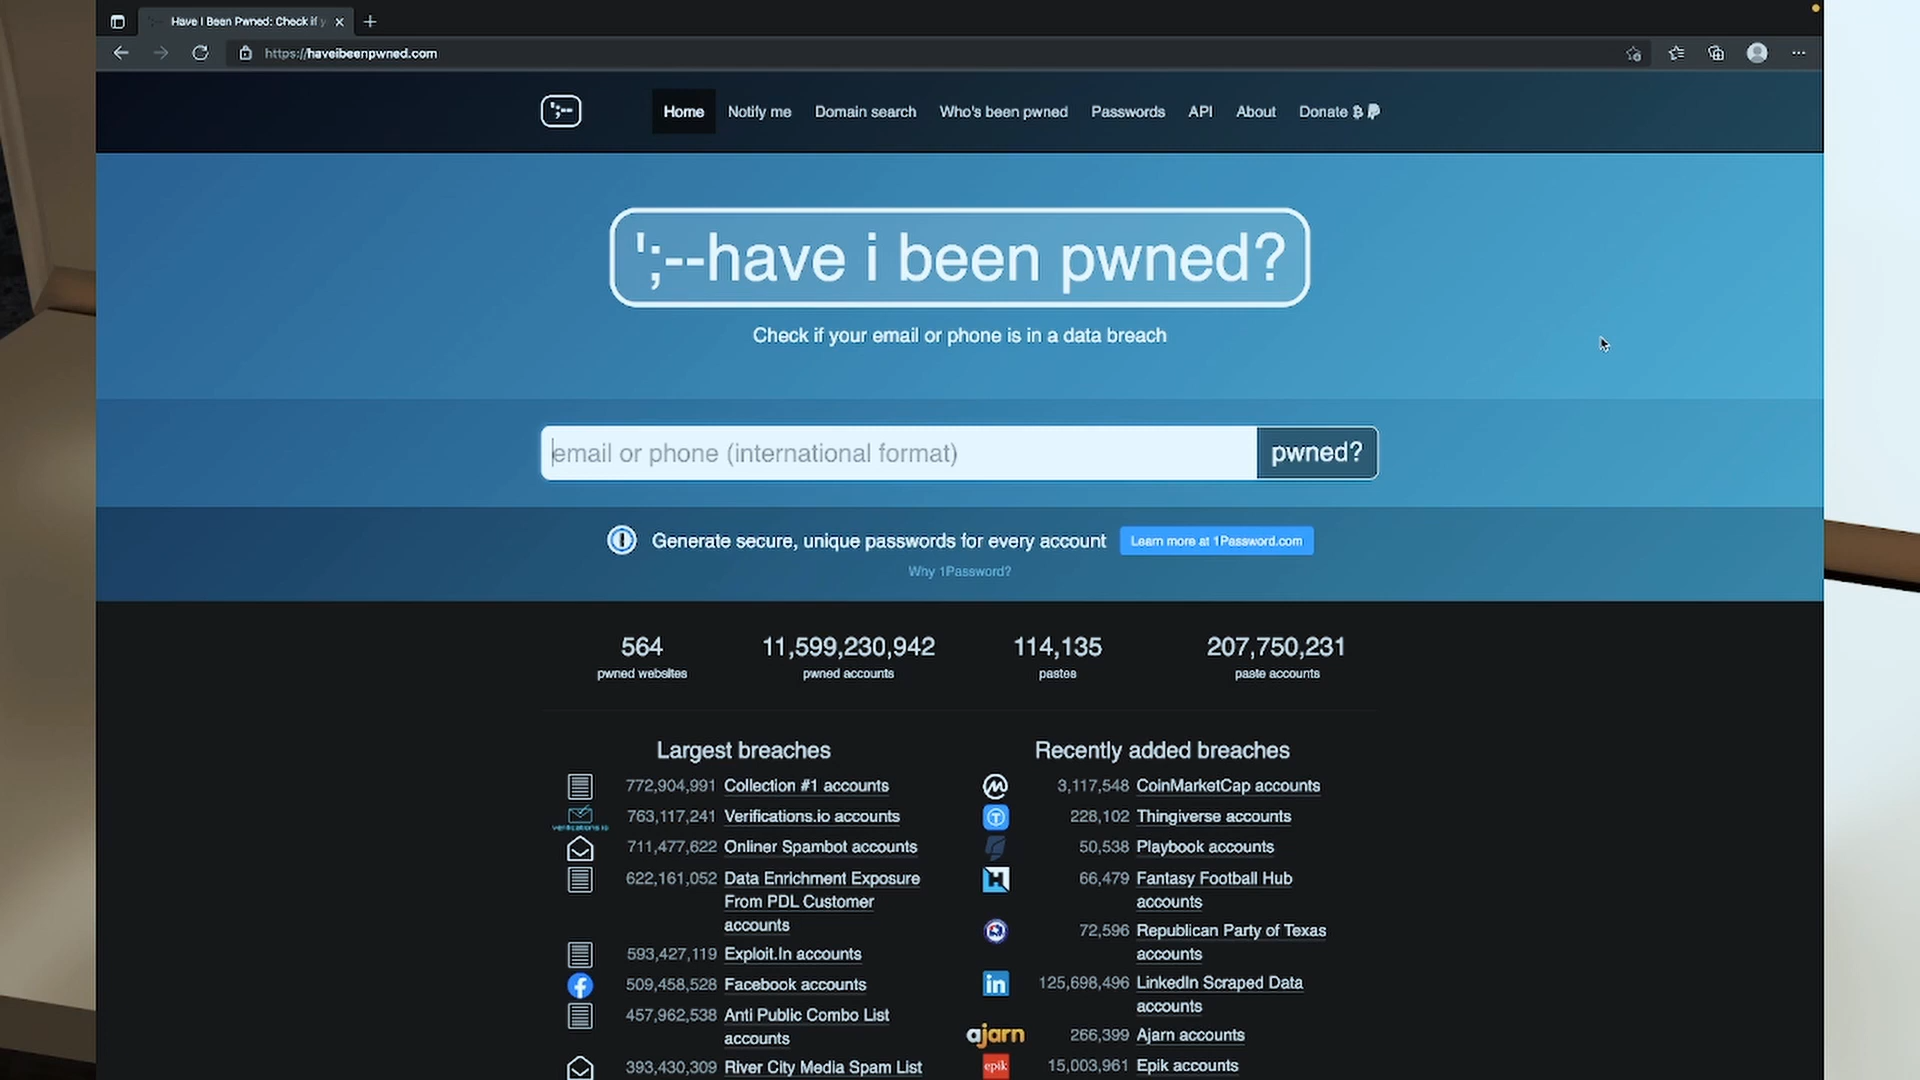 Have I Been Pwned: Check if y
https://haveibeenpwned.com
';--
Home
Notify me
Domain search
Who's been pwned
Passwords
API
About
Donate
';--have i been pwned?
Check if your email or phone is in a data breach
email or phone (international format)
pwned?
Generate secure, unique passwords for every account
Learn more at 1Password.com
Why 1Password?
564
pwned websites
11,599,230,942
pwned accounts
114,135
pastes
207,750,231
paste accounts
Largest breaches
772,904,991 Collection #1 accounts
verifications.io
763,117,241 Verifications.io accounts
711,477,622 Onliner Spambot accounts
622,161,052 Data Enrichment Exposure
From PDL Customer
accounts
593,427,119 Exploit.In accounts
509,458,528 Facebook accounts
457,962,538 Anti Public Combo List
accounts
393,430,309 River City Media Spam List
Recently added breaches
3,117,548 CoinMarketCap accounts
228,102 Thingiverse accounts
50,538 Playbook accounts
66,479 Fantasy Football Hub
accounts
72,596 Republican Party of Texas
accounts
in
125,698,496 LinkedIn Scraped Data
accounts
ajarn
266,399 Ajarn accounts
epik
15,003,961 Epik accounts